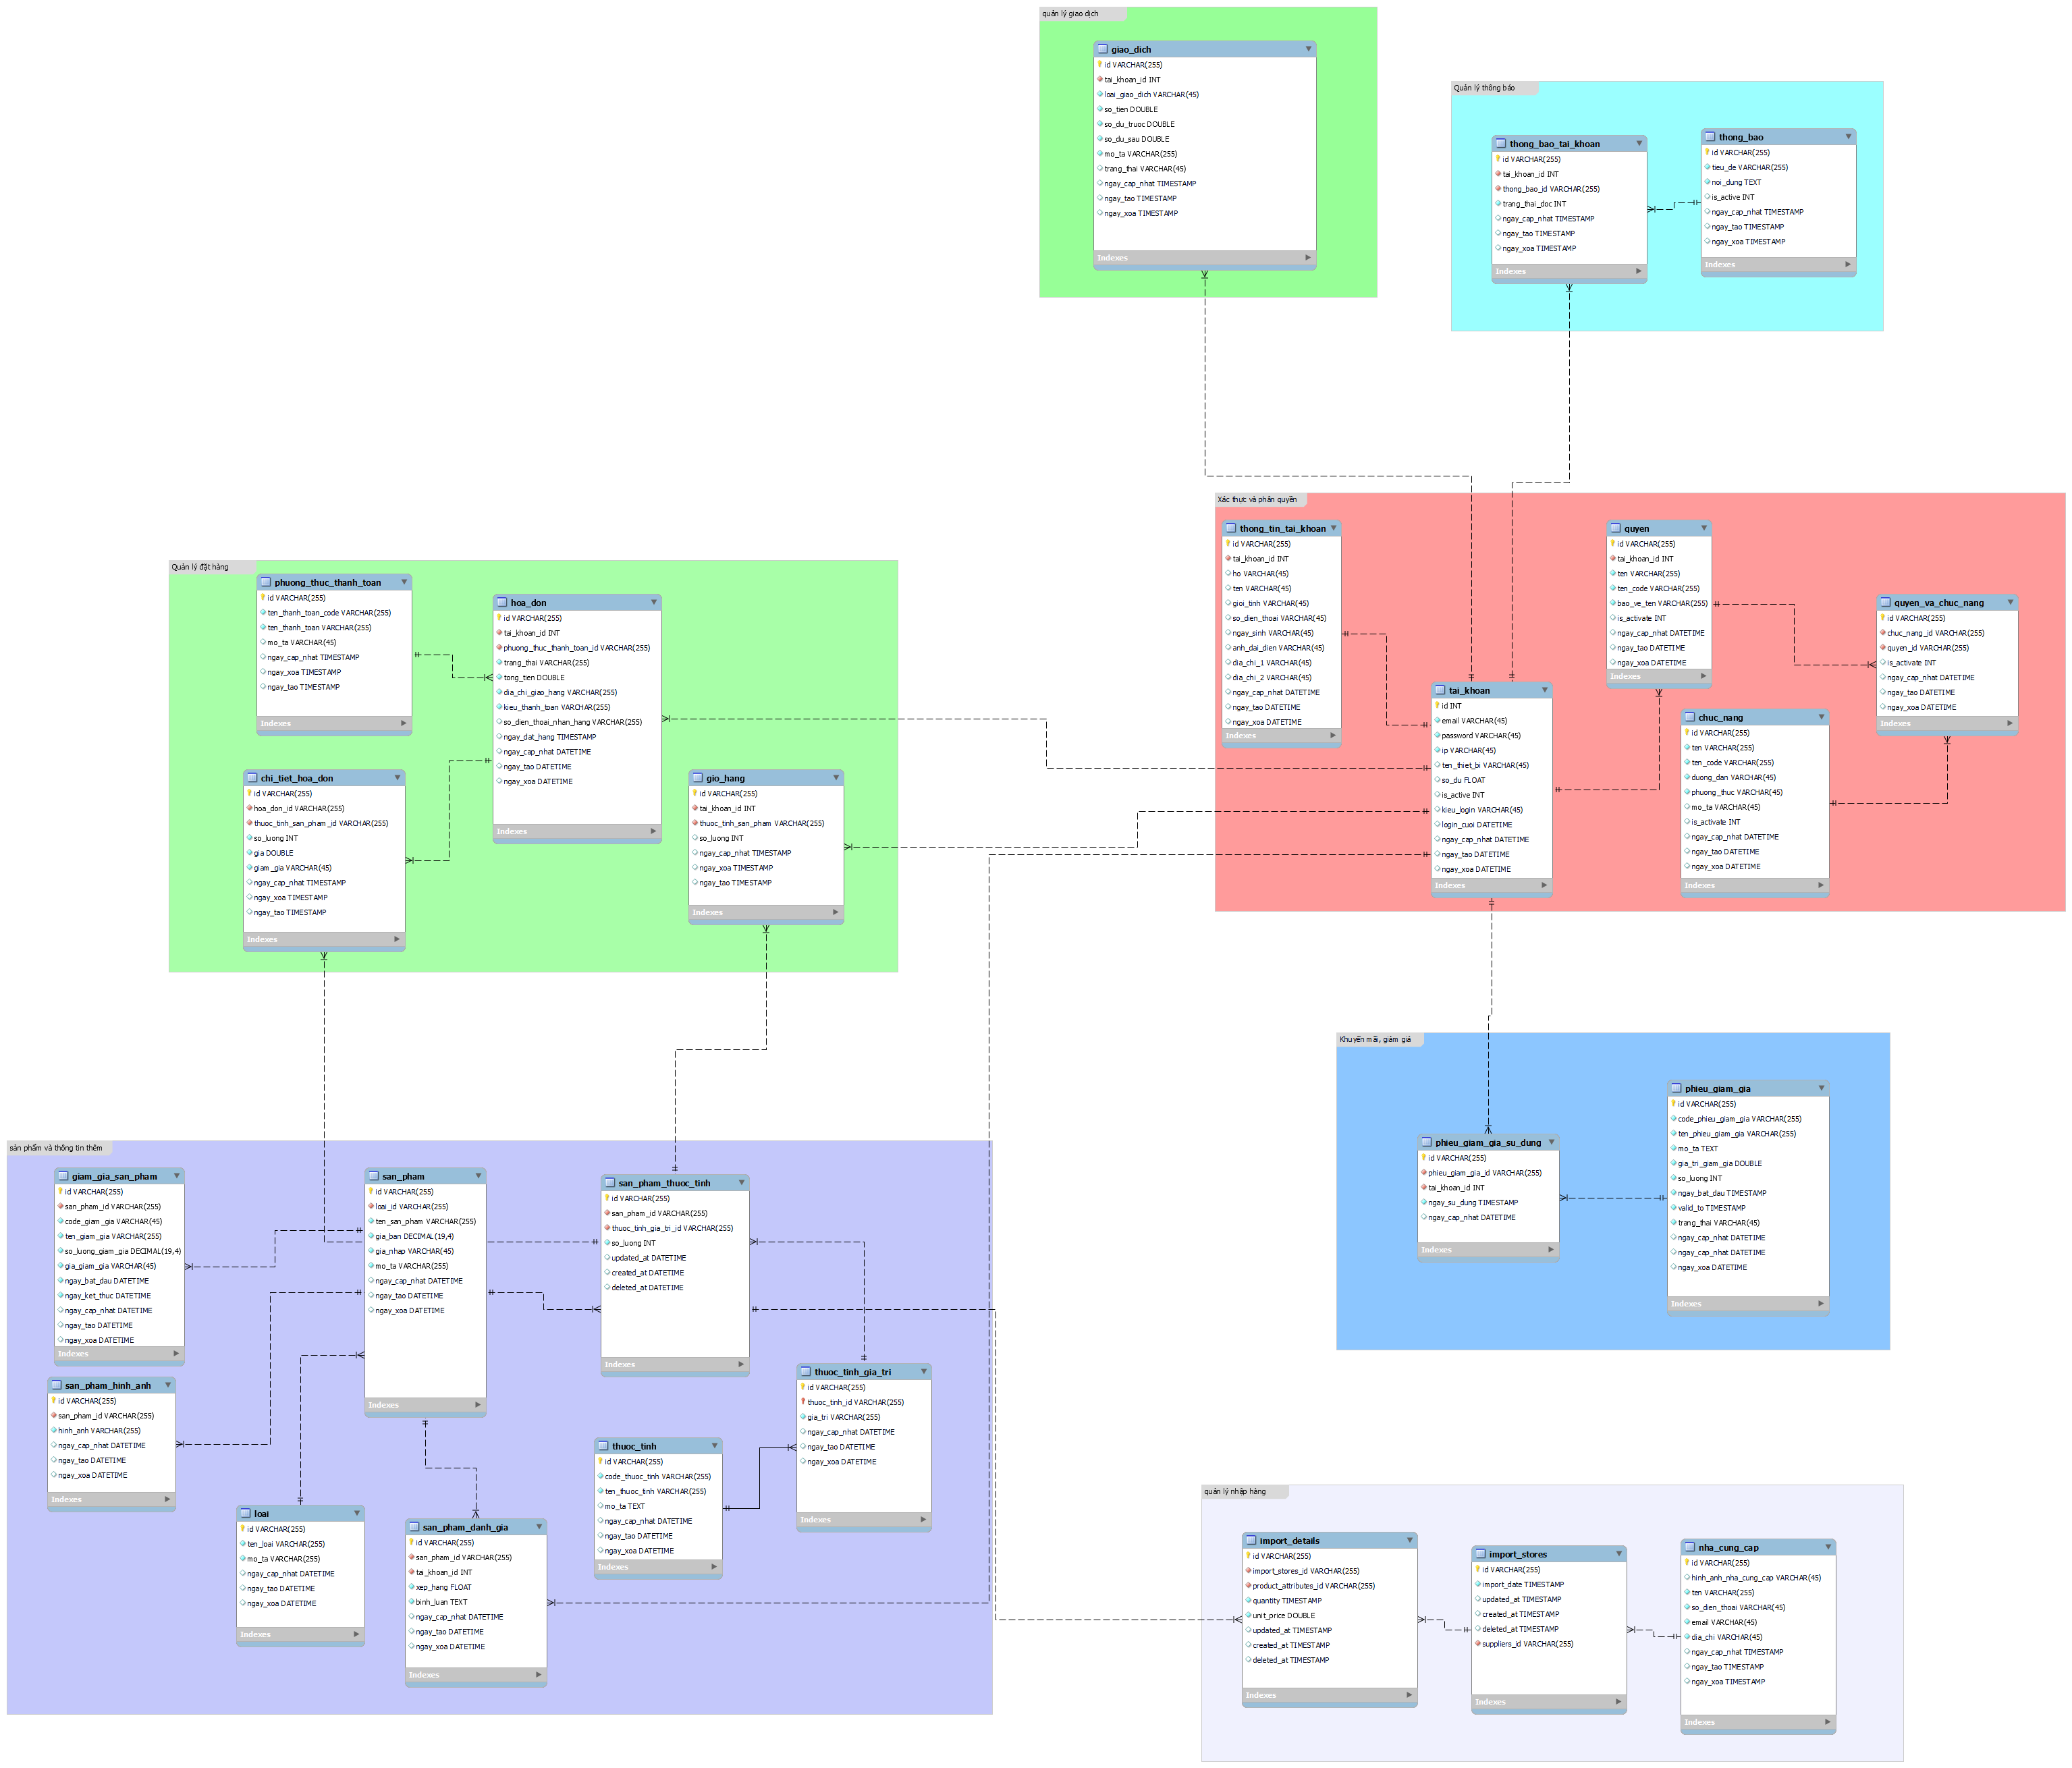 quản lý giao dịch
giao_dich
id VARCHAR(255)
tai_khoan_id INT
loai_giao_dich VARCHAR(45)
so_tien DOUBLE
so_du_truoc DOUBLE
so_du_sau DOUBLE
mo_ta VARCHAR(255)
trang_thai VARCHAR(45)
ngay_cap_nhat TIMESTAMP
ngay_tao TIMESTAMP
ngay_xoa TIMESTAMP
Indexes
Quản lý thông báo
thong_bao_tai_khoan
id VARCHAR(255)
tai_khoan_id INT
thong_bao_id VARCHAR(255)
trang_thai_doc INT
ngay_cap_nhat TIMESTAMP
ngay_tao TIMESTAMP
ngay_xoa TIMESTAMP
Indexes
thong_bao
id VARCHAR(255)
tieu_de VARCHAR(255)
noi_dung TEXT
is_active INT
ngay_cap_nhat TIMESTAMP
ngay_tao TIMESTAMP
ngay_xoa TIMESTAMP
Indexes
Xác thực và phân quyền
thong_tin_tai_khoan
id VARCHAR(255)
tai_khoan_id INT
ho VARCHAR(45)
ten VARCHAR(45)
gioi_tinh VARCHAR(45)
so_dien_thoai VARCHAR(45)
ngay_sinh VARCHAR(45)
anh_dai_dien VARCHAR(45)
dia_chi_1 VARCHAR(45)
dia_chi_2 VARCHAR(45)
ngay_cap_nhat DATETIME
ngay_tao DATETIME
ngay_xoa DATETIME
Indexes
tai_khoan
id INT
email VARCHAR(45)
password VARCHAR(45)
ip VARCHAR(45)
ten_thiet_bi VARCHAR(45)
so_du FLOAT
is_active INT
kieu_login VARCHAR(45)
login_cuoi DATETIME
ngay_cap_nhat DATETIME
ngay_tao DATETIME
ngay_xoa DATETIME
Indexes
quyen
id VARCHAR(255)
tai_khoan_id INT
ten VARCHAR(255)
ten_code VARCHAR(255)
bao_ve_ten VARCHAR(255)
is_activate INT
ngay_cap_nhat DATETIME
ngay_tao DATETIME
ngay_xoa DATETIME
Indexes
quyen_va_chuc_nang
id VARCHAR(255)
chuc_nang_id VARCHAR(255)
quyen_id VARCHAR(255)
is_activate INT
ngay_cap_nhat DATETIME
ngay_tao DATETIME
ngay_xoa DATETIME
Indexes
chuc_nang
id VARCHAR(255)
ten VARCHAR(255)
ten_code VARCHAR(255)
duong_dan VARCHAR(45)
phuong_thuc VARCHAR(45)
mo_ta VARCHAR(45)
is_activate INT
ngay_cap_nhat DATETIME
ngay_tao DATETIME
ngay_xoa DATETIME
Indexes
Quản lý đặt hàng
phuong_thuc_thanh_toan
id VARCHAR(255)
ten_thanh_toan_code VARCHAR(255)
ten_thanh_toan VARCHAR(255)
mo_ta VARCHAR(45)
ngay_cap_nhat TIMESTAMP
ngay_xoa TIMESTAMP
ngay_tao TIMESTAMP
Indexes
hoa_don
id VARCHAR(255)
tai_khoan_id INT
phuong_thuc_thanh_toan_id VARCHAR(255)
trang_thai VARCHAR(255)
tong_tien DOUBLE
dia_chi_giao_hang VARCHAR(255)
kieu_thanh_toan VARCHAR(255)
so_dien_thoai_nhan_hang VARCHAR(255)
ngay_dat_hang TIMESTAMP
ngay_cap_nhat DATETIME
ngay_tao DATETIME
ngay_xoa DATETIME
Indexes
chi_tiet_hoa_don
id VARCHAR(255)
hoa_don_id VARCHAR(255)
thuoc_tinh_san_pham_id VARCHAR(255)
so_luong INT
gia DOUBLE
giam_gia VARCHAR(45)
ngay_cap_nhat TIMESTAMP
ngay_xoa TIMESTAMP
ngay_tao TIMESTAMP
Indexes
gio_hang
id VARCHAR(255)
tai_khoan_id INT
thuoc_tinh_san_pham VARCHAR(255)
so_luong INT
ngay_cap_nhat TIMESTAMP
ngay_xoa TIMESTAMP
ngay_tao TIMESTAMP
Indexes
Khuyến mãi, giảm giá
phieu_giam_gia_su_dung
id VARCHAR(255)
phieu_giam_gia_id VARCHAR(255)
tai_khoan_id INT
ngay_su_dung TIMESTAMP
ngay_cap_nhat DATETIME
Indexes
phieu_giam_gia
id VARCHAR(255)
code_phieu_giam_gia VARCHAR(255)
ten_phieu_giam_gia VARCHAR(255)
mo_ta TEXT
gia_tri_giam_gia DOUBLE
so_luong INT
ngay_bat_dau TIMESTAMP
valid_to TIMESTAMP
trang_thai VARCHAR(45)
ngay_cap_nhat DATETIME
ngay_cap_nhat DATETIME
ngay_xoa DATETIME
Indexes
sản phẩm và thông tin thêm
giam_gia_san_pham
id VARCHAR(255)
san_pham_id VARCHAR(255)
code_giam_gia VARCHAR(45)
ten_giam_gia VARCHAR(255)
so_luong_giam_gia DECIMAL(19,4)
gia_giam_gia VARCHAR(45)
ngay_bat_dau DATETIME
ngay_ket_thuc DATETIME
ngay_cap_nhat DATETIME
ngay_tao DATETIME
ngay_xoa DATETIME
Indexes
san_pham
id VARCHAR(255)
loai_id VARCHAR(255)
ten_san_pham VARCHAR(255)
gia_ban DECIMAL(19,4)
gia_nhap VARCHAR(45)
mo_ta VARCHAR(255)
ngay_cap_nhat DATETIME
ngay_tao DATETIME
ngay_xoa DATETIME
Indexes
san_pham_thuoc_tinh
id VARCHAR(255)
san_pham_id VARCHAR(255)
thuoc_tinh_gia_tri_id VARCHAR(255)
so_luong INT
updated_at DATETIME
created_at DATETIME
deleted_at DATETIME
Indexes
san_pham_hinh_anh
id VARCHAR(255)
san_pham_id VARCHAR(255)
hinh_anh VARCHAR(255)
ngay_cap_nhat DATETIME
ngay_tao DATETIME
ngay_xoa DATETIME
Indexes
thuoc_tinh_gia_tri
id VARCHAR(255)
thuoc_tinh_id VARCHAR(255)
gia_tri VARCHAR(255)
ngay_cap_nhat DATETIME
ngay_tao DATETIME
ngay_xoa DATETIME
Indexes
thuoc_tinh
id VARCHAR(255)
code_thuoc_tinh VARCHAR(255)
ten_thuoc_tinh VARCHAR(255)
mo_ta TEXT
ngay_cap_nhat DATETIME
ngay_tao DATETIME
ngay_xoa DATETIME
Indexes
loai
id VARCHAR(255)
ten_loai VARCHAR(255)
mo_ta VARCHAR(255)
ngay_cap_nhat DATETIME
ngay_tao DATETIME
ngay_xoa DATETIME
Indexes
san_pham_danh_gia
id VARCHAR(255)
san_pham_id VARCHAR(255)
tai_khoan_id INT
xep_hang FLOAT
binh_luan TEXT
ngay_cap_nhat DATETIME
ngay_tao DATETIME
ngay_xoa DATETIME
Indexes
quản lý nhập hàng
import_details
id VARCHAR(255)
import_stores_id VARCHAR(255)
product_attributes_id VARCHAR(255)
quantity TIMESTAMP
unit_price DOUBLE
updated_at TIMESTAMP
created_at TIMESTAMP
deleted_at TIMESTAMP
Indexes
import_stores
id VARCHAR(255)
import_date TIMESTAMP
updated_at TIMESTAMP
created_at TIMESTAMP
deleted_at TIMESTAMP
suppliers_id VARCHAR(255)
Indexes
nha_cung_cap
id VARCHAR(255)
hinh_anh_nha_cung_cap VARCHAR(45)
ten VARCHAR(255)
so_dien_thoai VARCHAR(45)
email VARCHAR(45)
dia_chi VARCHAR(45)
ngay_cap_nhat TIMESTAMP
ngay_tao TIMESTAMP
ngay_xoa TIMESTAMP
Indexes